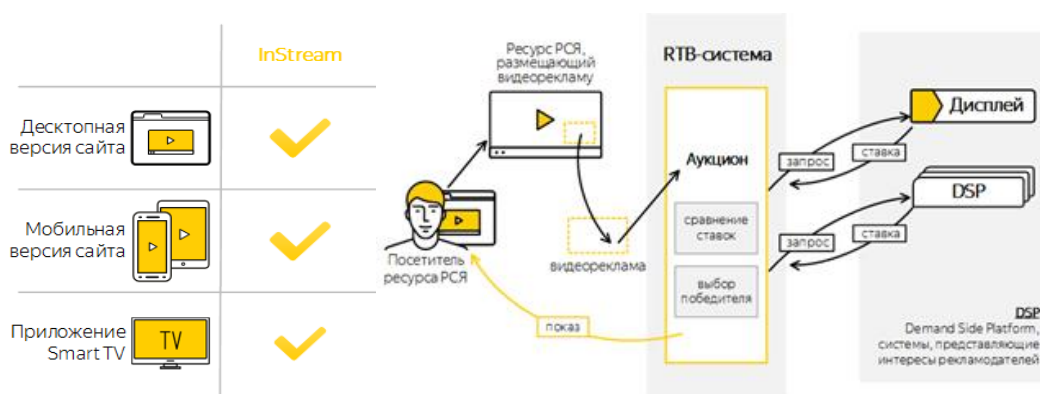 InStream
Десктопная
версия сайта
Мобильная
версия сайта
Приложение
Smart TV
TV
Ресурс РСЯ,
размещающий
видеорекламу
Посетитель
ресурса РСЯ
видеореклама
показ
RTB-система
Аукцион
сравнение
ставок
выбор
победителя
запрос
ставка
Дисплей
запрос
ставка
DSP
DSP
Demand Side Platform,
системы, представляющие
интересы рекламодателей